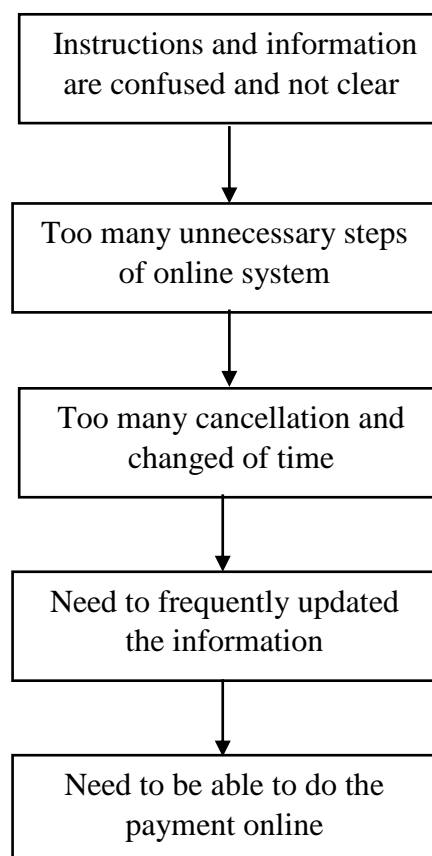 Instructions and information
are confused and not clear
Too many unnecessary steps
of online system
Too many cancellation and
changed of time
Need to frequently updated
the information
Need to be able to do the
payment online